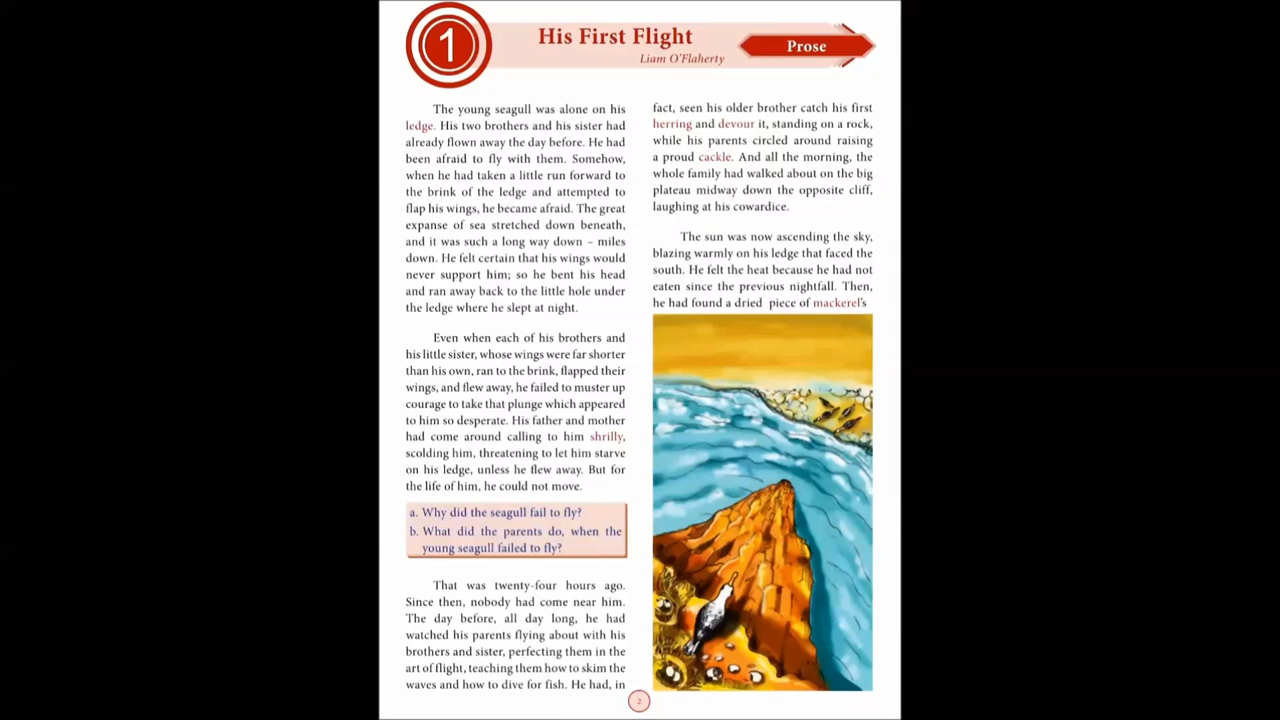 1
His First Flight
Liam O'Flaherty
Prose
The young seagull was alone on his
ledge. His two brothers and his sister had
already flown away the day before. He had
been afraid to fly with them. Somehow,
when he had taken a little run forward to
the brink of the ledge and attempted to
flap his wings, he became afraid. The great
expanse of sea stretched down beneath,
and it was such a long way down – miles
down. He felt certain that his wings would
never support him; so he bent his head
and ran away back to the little hole under
the ledge where he slept at night.
Even when each of his brothers and
his little sister, whose wings were far shorter
than his own, ran to the brink, flapped their
wings, and flew away, he failed to muster up
courage to take that plunge which appeared
to him so desperate. His father and mother
had come around calling to him shrilly,
scolding him, threatening to let him starve
on his ledge, unless he flew away. But for
the life of him, he could not move.
a. Why did the seagull fail to fly?
b. What did the parents do, when the
young seagull failed to fly?
That was twenty-four hours ago.
Since then, nobody had come near him.
The day before, all day long, he had
watched his parents flying about with his
brothers and sister, perfecting them in the
art of flight, teaching them how to skim the
waves and how to dive for fish. He had, in
fact, seen his older brother catch his first
herring and devour it, standing on a rock,
while his parents circled around raising
a proud cackle. And all the morning, the
whole family had walked about on the big
plateau midway down the opposite cliff,
laughing at his cowardice.
The sun was now ascending the sky,
blazing warmly on his ledge that faced the
south. He felt the heat because he had not
eaten since the previous nightfall. Then,
he had found a dried piece of mackerel's
2